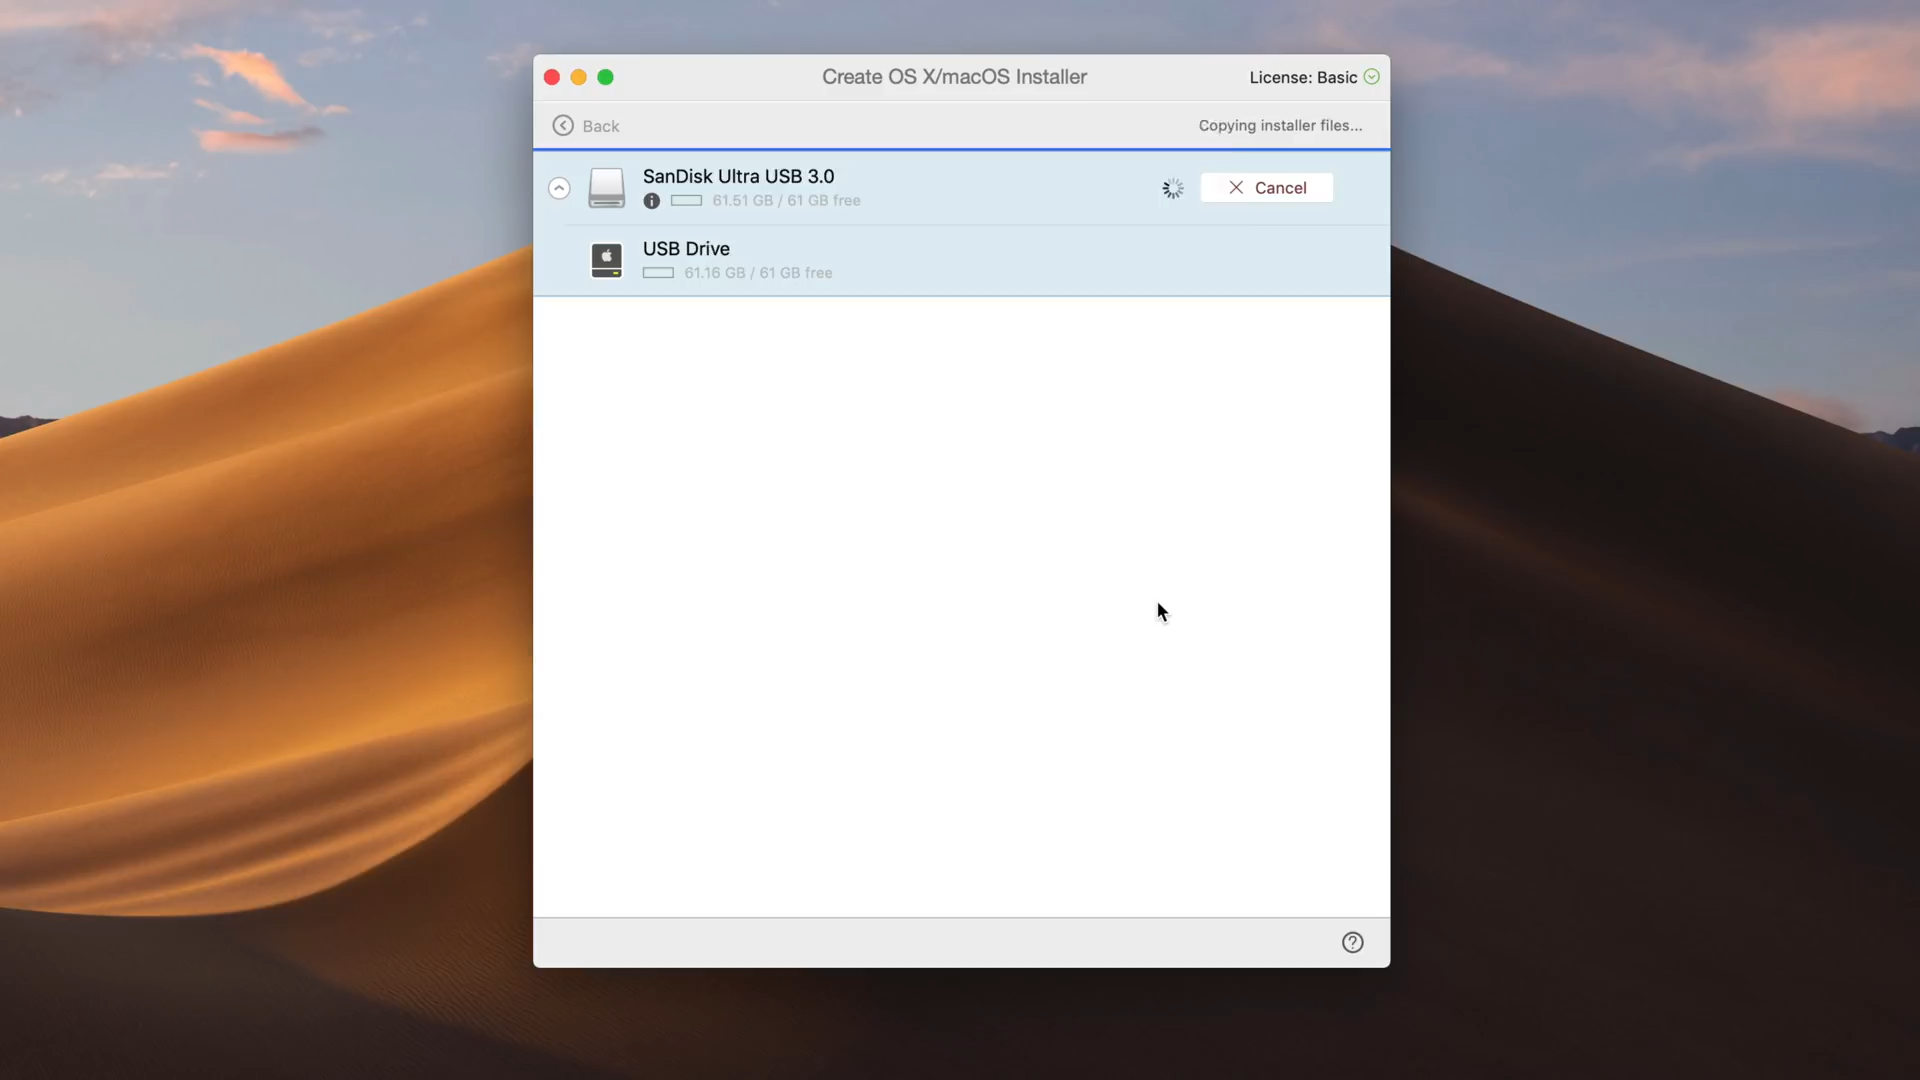 Create OS X/macOS Installer
License: Basic
Back
Copying installer files...
SanDisk Ultra USB 3.0
61.51 GB / 61 GB free
Cancel
USB Drive
61.16 GB / 61 GB free